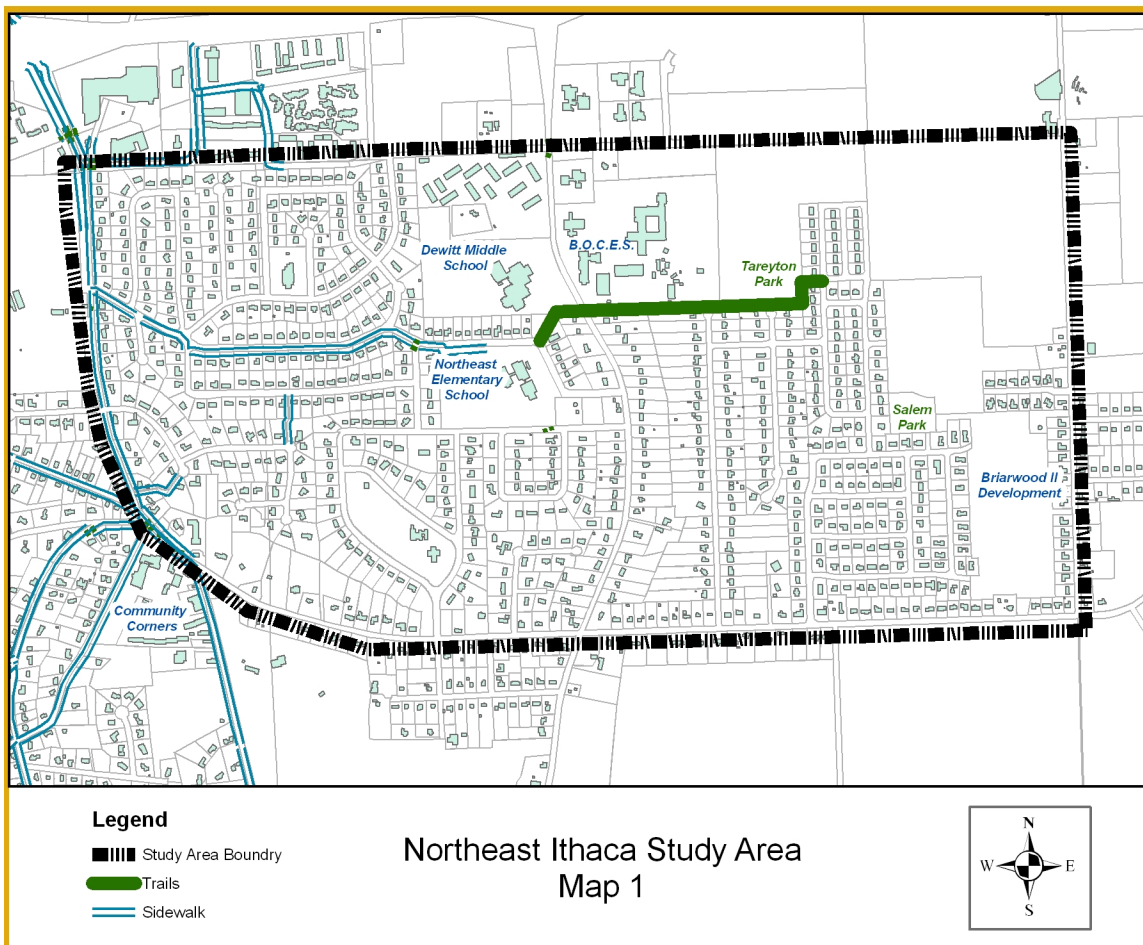 Dewitt Middle
School
B.O.C.E.S.
Tareyton
Park
Northeast
Elementary
School
Salem
Park
Briarwood II
Development
Community
Corners
Legend
Study Area Boundry
Trails
Sidewalk
Northeast Ithaca Study Area
Map 1
N
W
E
S